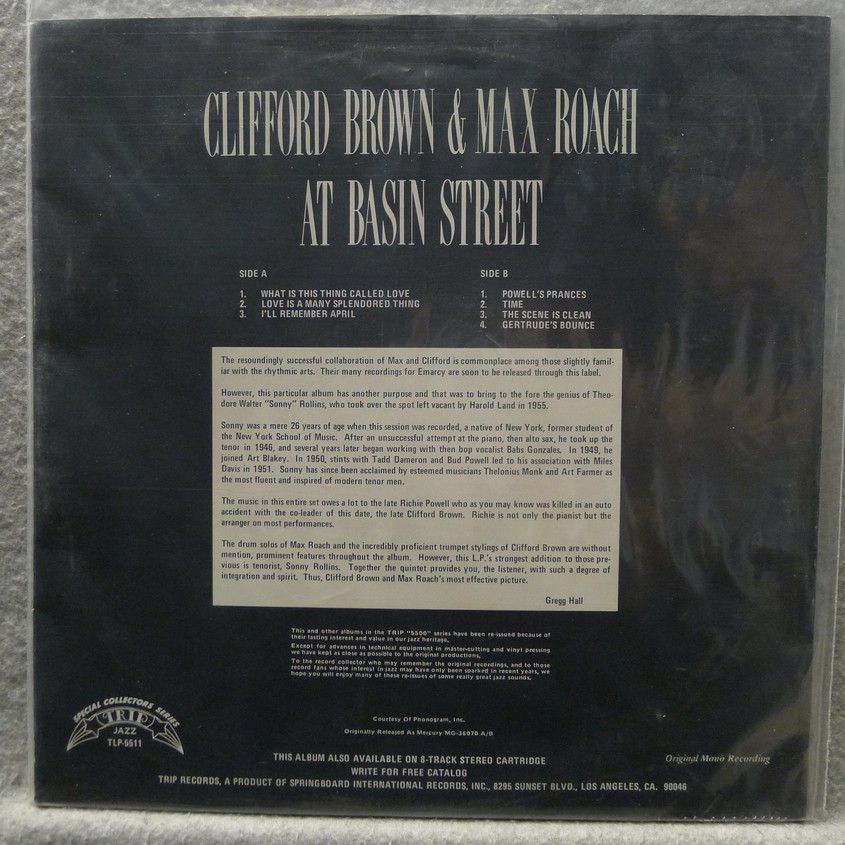 CLIFFORD BROWN & MAX ROACH
AT BASIN STREET
SIDE A
1. WHAT IS THIS THING CALLED LOVE
2. LOVE IS A MANY SPLENDORED THING
3. I'LL REMEMBER APRIL
SIDE B
1. POWELL'S PRANCES
2. TIME
3. THE SCENE IS CLEAN
4. GERTRUDE'S BOUNCE
The resoundingly successful collaboration of Max and Clifford is commonplace among those slightly famil-
iar with the rhythmic arts. Their many recordings for Emarcy are soon to be released through this label.
However, this particular album has another purpose and that was to bring to the fore the genius of Theo-
dore Walter "Sonny" Rollins, who took over the spot left vacant by Harold Land in 1955.
Sonny was a mere 26 years of age when this session was recorded, a native of New York, former student of
the New York School of Music. After an unsuccessful attempt at the piano, then alto sax, he took up the
tenor in 1946, and several years later began working with then bop vocalist Babs Gonzales. In 1949, he
joined Art Blakey. In 1950, stints with Tadd Dameron and Bud Powell led to his association with Miles
Davis in 1951. Sonny has since been acclaimed by esteemed musicians Thelonius Monk and Art Farmer as
the most fluent and inspired of modern tenor men.
The music in this entire set owes a lot to the late Richie Powell who as you may know was killed in an auto
accident with the co-leader of this date, the late Clifford Brown. Richie is not only the pianist but the
arranger on most performances.
The drum solos of Max Roach and the incredibly proficient trumpet stylings of Clifford Brown are without
mention, prominent features throughout the album. However, this L.P.'s strongest addition to those pre-
vious is tenorist, Sonny Rollins. Together the quintet provides you, the listener, with such a degree of
integration and spirit. Thus, Clifford Brown and Max Roach's most effective picture.
Gregg Hall
This and other albums in the TRIP "5500" series have been re-issued because of
their lasting interest and value in our jazz heritage.
Except for advances in technical equipment in master-cutting and vinyl pressing
we have kept as close as possible to the original productions.
To the record collector who may remember the original recordings, and to those
record fans whose interest in jazz may have only been sparked in recent years, we
hope you will enjoy many of these re-issues of some really great jazz sounds.
SPECIAL COLLECTORS SERIES
TRIP
JAZZ
TLP-5511
Courtesy Of Phonogram, Inc.
Originally Released As Mercury MG-36070 A/B
THIS ALBUM ALSO AVAILABLE ON 8-TRACK STEREO CARTRIDGE
WRITE FOR FREE CATALOG
Original Mono Recording
TRIP RECORDS, A PRODUCT OF SPRINGBOARD INTERNATIONAL RECORDS, INC., 8295 SUNSET BLVD., LOS ANGELES, CA. 90046